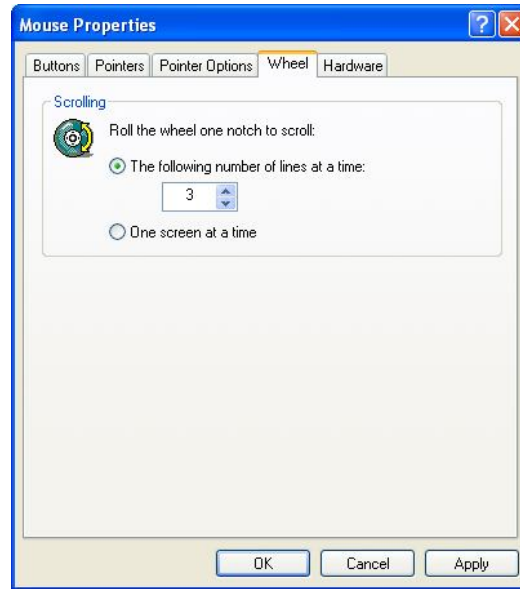 Mouse Properties
Buttons Pointers Pointer Options Wheel Hardware
Scrolling
Roll the wheel one notch to scroll:
The following number of lines at a time:
3
One screen at a time
OK Cancel Apply